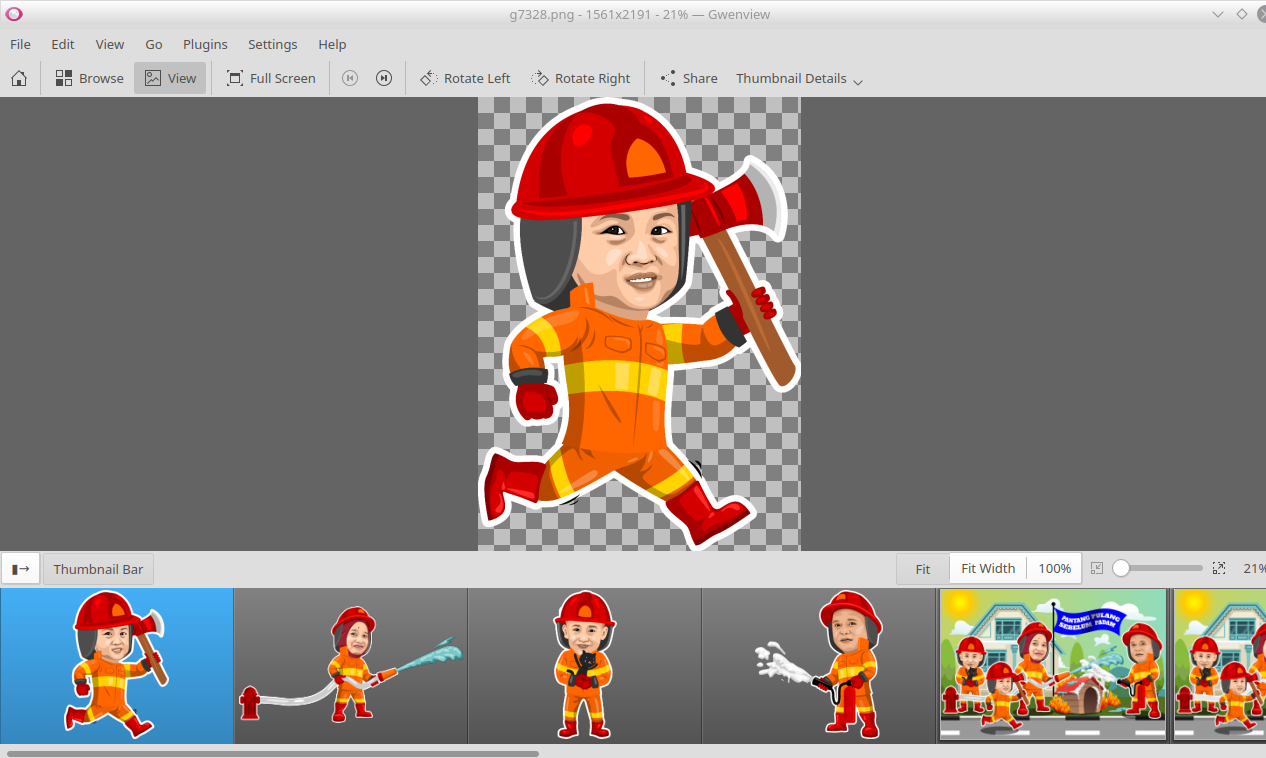 g7328.png - 1561x2191 - 21% — Gwenview
File Edit View Go Plugins Settings Help
Browse View Full Screen Rotate Left Rotate Right Share Thumbnail Details
Thumbnail Bar Fit Fit Width 100% 21%
PANTANG PULANG
SEBELUM PADAM